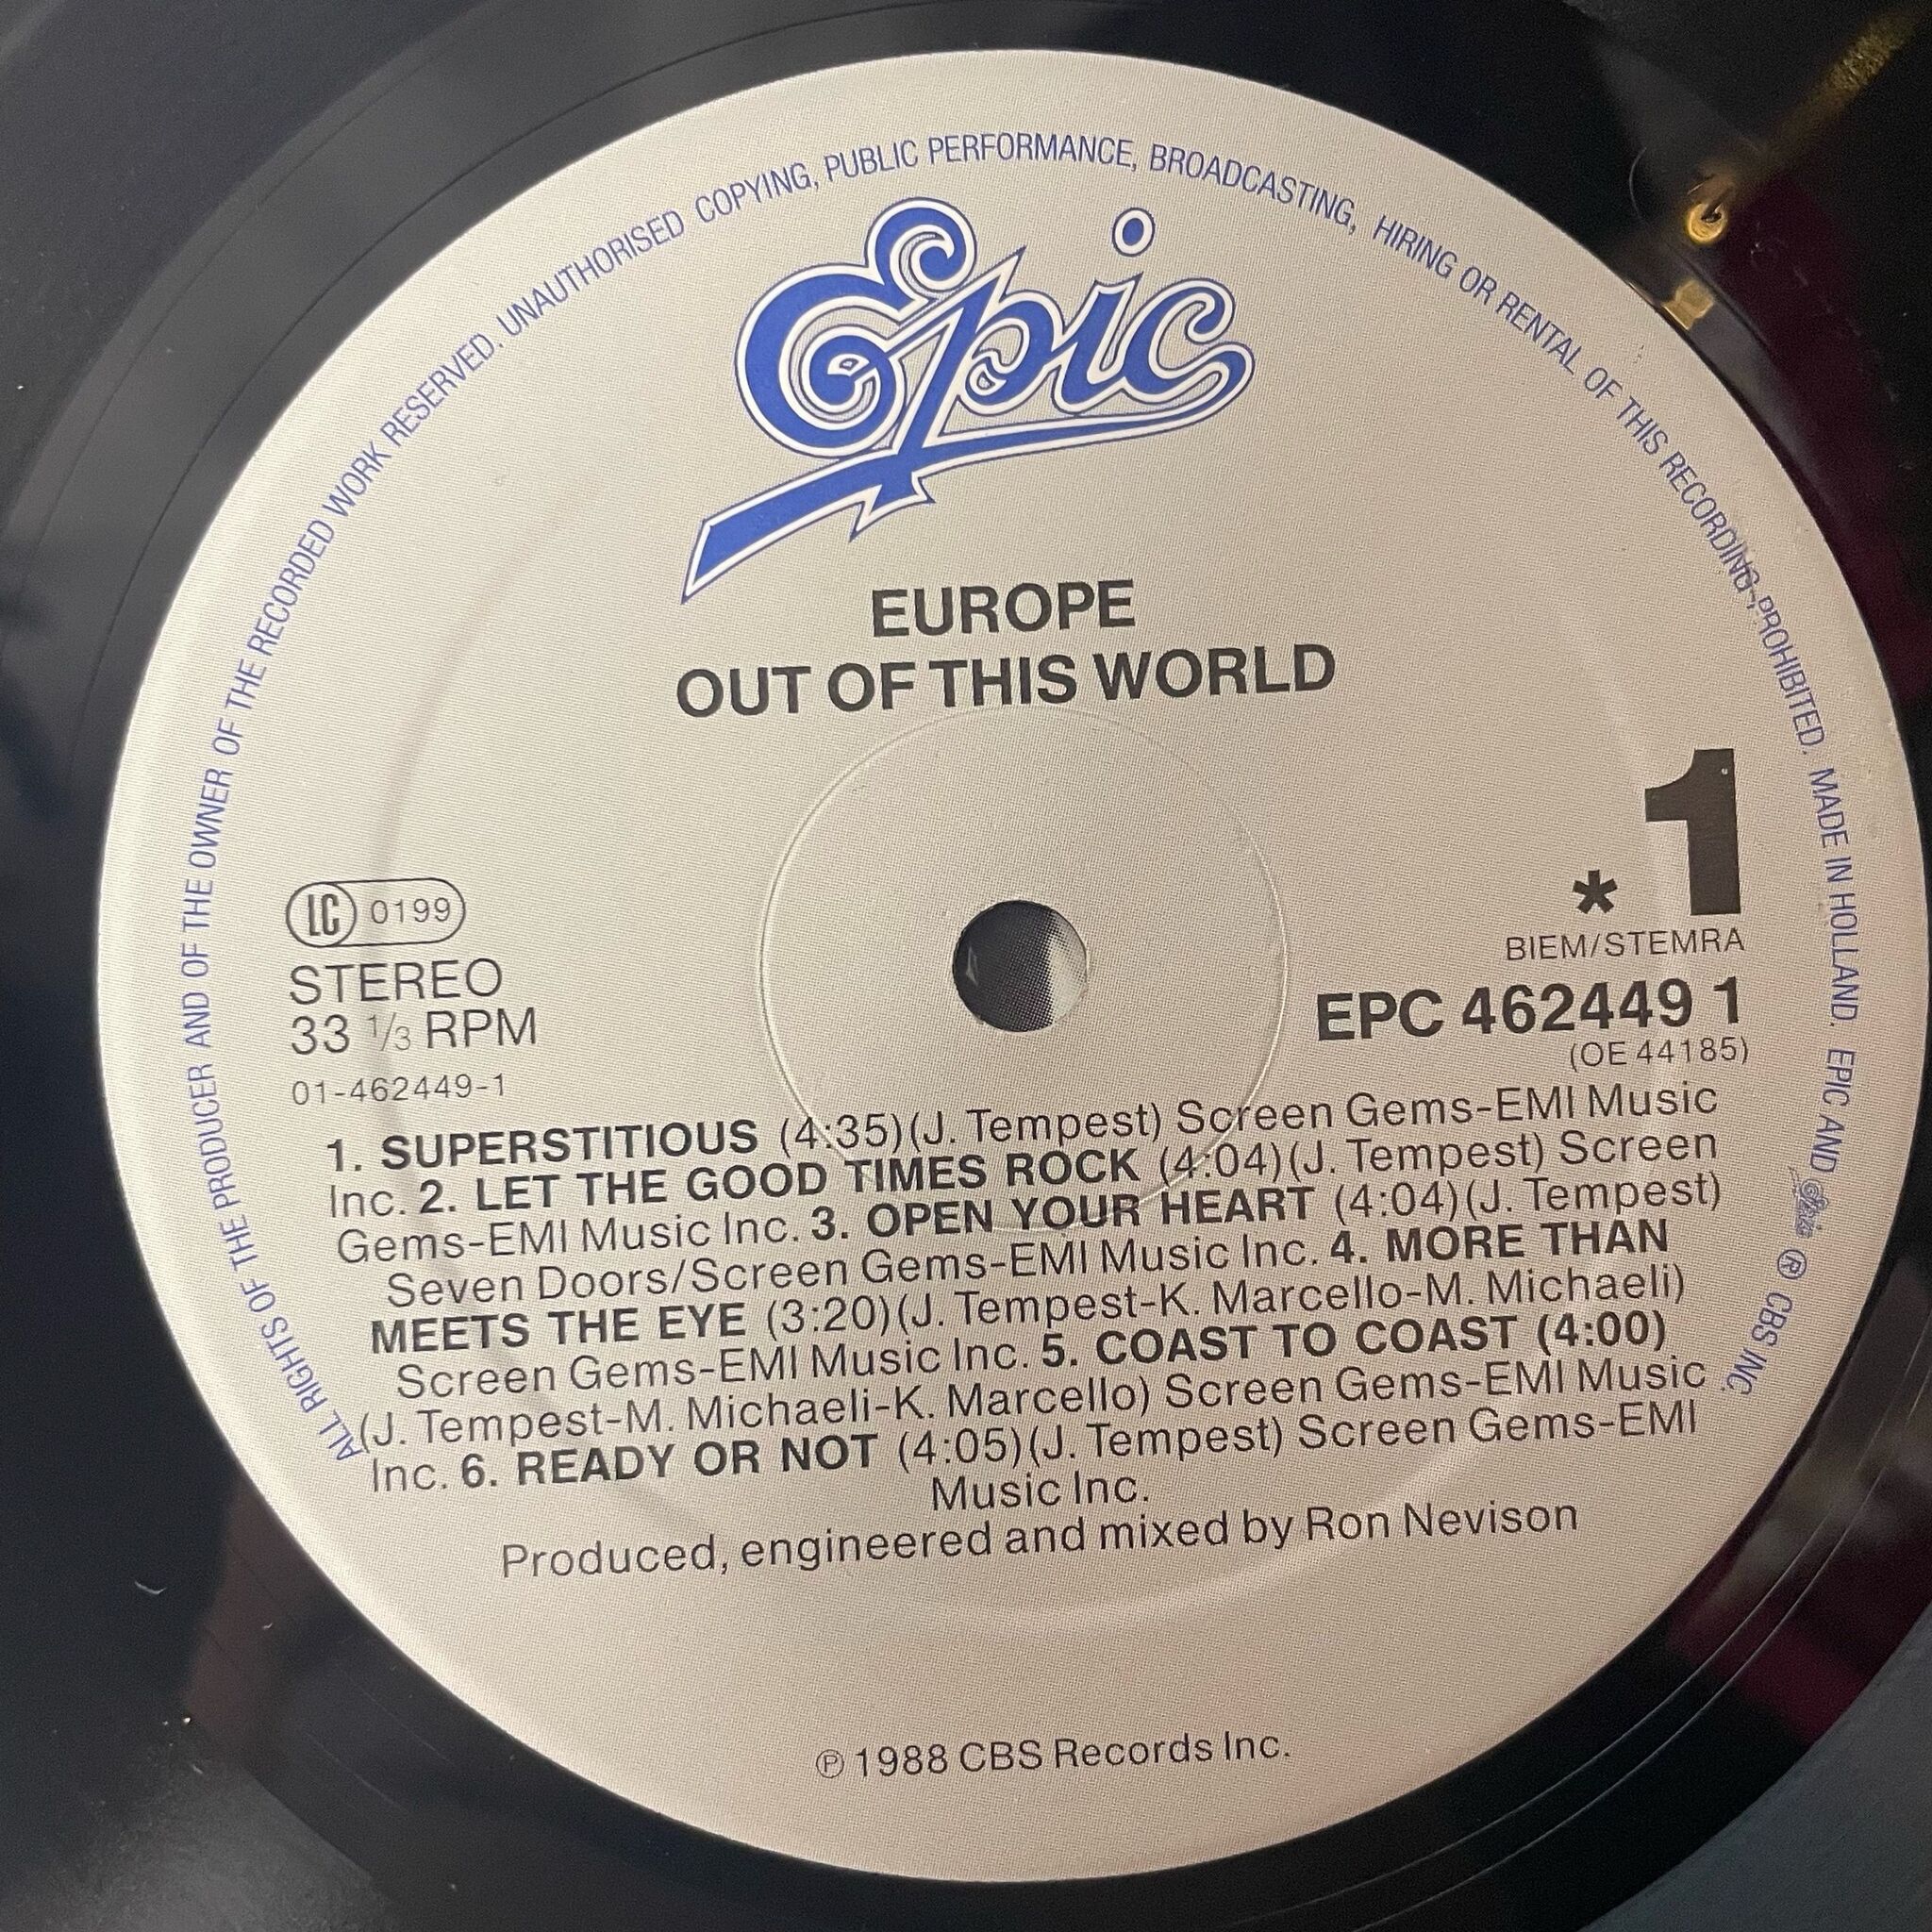 ALL RIGHTS OF THE PRODUCER AND OF THE OWNER OF THE RECORDED WORK RESERVED. UNAUTHORISED COPYING, PUBLIC PERFORMANCE, BROADCASTING, HIRING OR RENTAL OF THIS RECORDING, PROHIBITED. MADE IN HOLLAND. EPIC AND Epic ® CBS INC.
Epic
EUROPE
OUT OF THIS WORLD
1
*
BIEM/STEMRA
EPC 462449 1
(OE 44185)
LC 0199
STEREO
33 1/3 RPM
01-462449-1
1. SUPERSTITIOUS (4:35)(J. Tempest) Screen Gems-EMI Music
Inc. 2. LET THE GOOD TIMES ROCK (4:04)(J. Tempest) Screen
Gems-EMI Music Inc. 3. OPEN YOUR HEART (4:04)(J. Tempest)
Seven Doors/Screen Gems-EMI Music Inc. 4. MORE THAN
MEETS THE EYE (3:20)(J. Tempest-K. Marcello-M. Michaeli)
Screen Gems-EMI Music Inc. 5. COAST TO COAST (4:00)
(J. Tempest-M. Michaeli-K. Marcello) Screen Gems-EMI Music
Inc. 6. READY OR NOT (4:05)(J. Tempest) Screen Gems-EMI
Music Inc.
Produced, engineered and mixed by Ron Nevison
℗ 1988 CBS Records Inc.